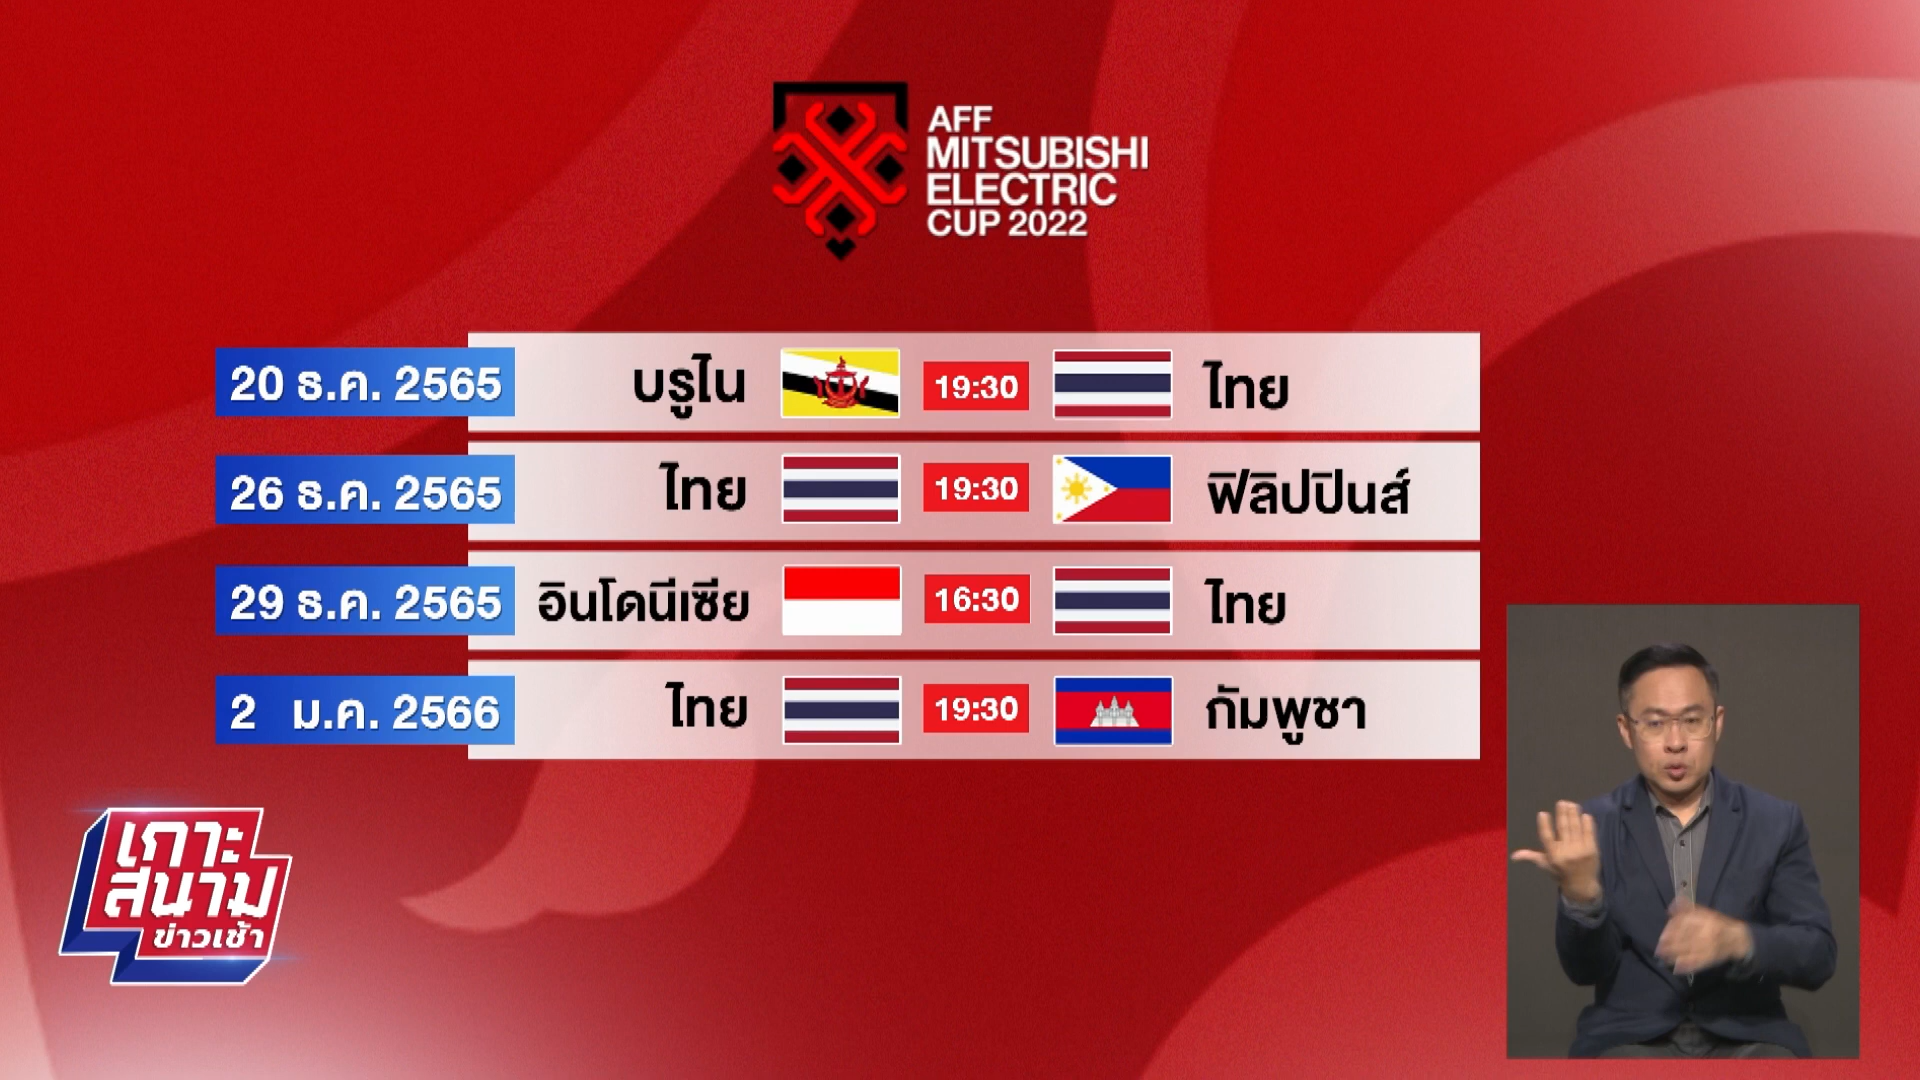 AFF
MITSUBISHI
ELECTRIC
CUP 2022
20 ธ.ค. 2565 บรูไน 19:30 ไทย
26 ธ.ค. 2565 ไทย 19:30 ฟิลิปปินส์
29 ธ.ค. 2565 อินโดนีเซีย 16:30 ไทย
2 ม.ค. 2566 ไทย 19:30 กัมพูชา
เกาะ
สนาม
ข่าวเช้า